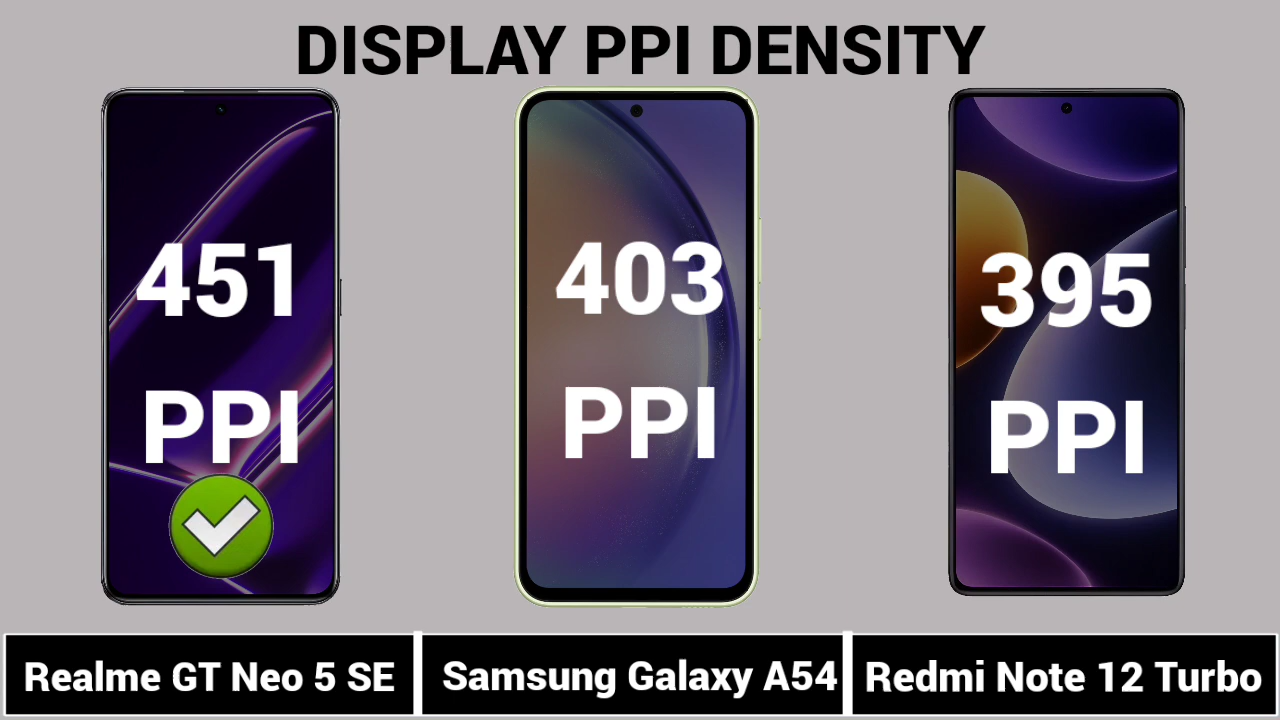 DISPLAY PPI DENSITY
451
PPI
403
PPI
395
PPI
Realme GT Neo 5 SE
Samsung Galaxy A54
Redmi Note 12 Turbo